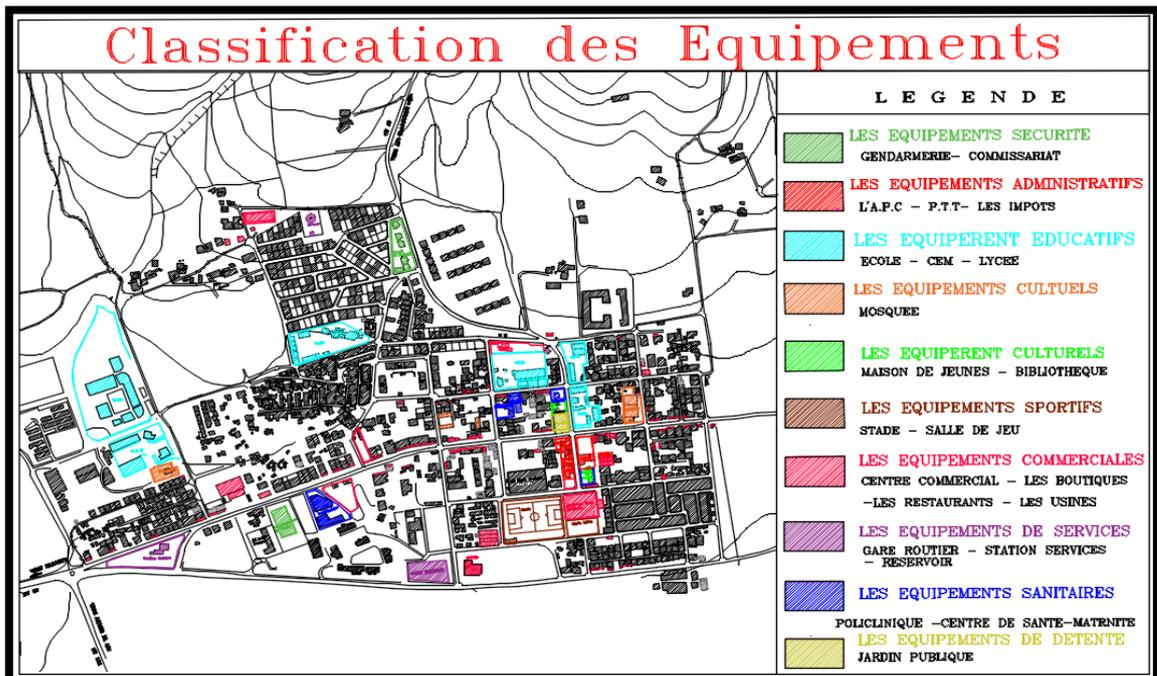 Classification des Equipements
L E G E N D E
LES EQUIPEMENTS SECURITE
GENDARMERIE- COMMISSARIAT
LES EQUIPEMENTS ADMINISTRATIFS
L'A.P.C - P.T.T- LES IMPOTS
LES EQUIPERENT EDUCATIFS
ECOLE - CEM - LYCEE
LES EQUIPEMENTS CULTUELS
MOSQUEE
LES EQUIPERENT CULTURELS
MAISON DE JEUNES - BIBLIOTHEQUE
LES EQUIPEMENTS SPORTIFS
STADE - SALLE DE JEU
LES EQUIPEMENTS COMMERCIALES
CENTRE COMMERCIAL - LES BOUTIQUES
-LES RESTAURANTS - LES USINES
LES EQUIPEMENTS DE SERVICES
GARE ROUTIER - STATION SERVICES
- RESERVOIR
LES EQUIPEMENTS SANITAIRES
POLICLINIQUE -CENTRE DE SANTE-MATRNITE
LES EQUIPEMENTS DE DETENTE
JARDIN PUBLIQUE